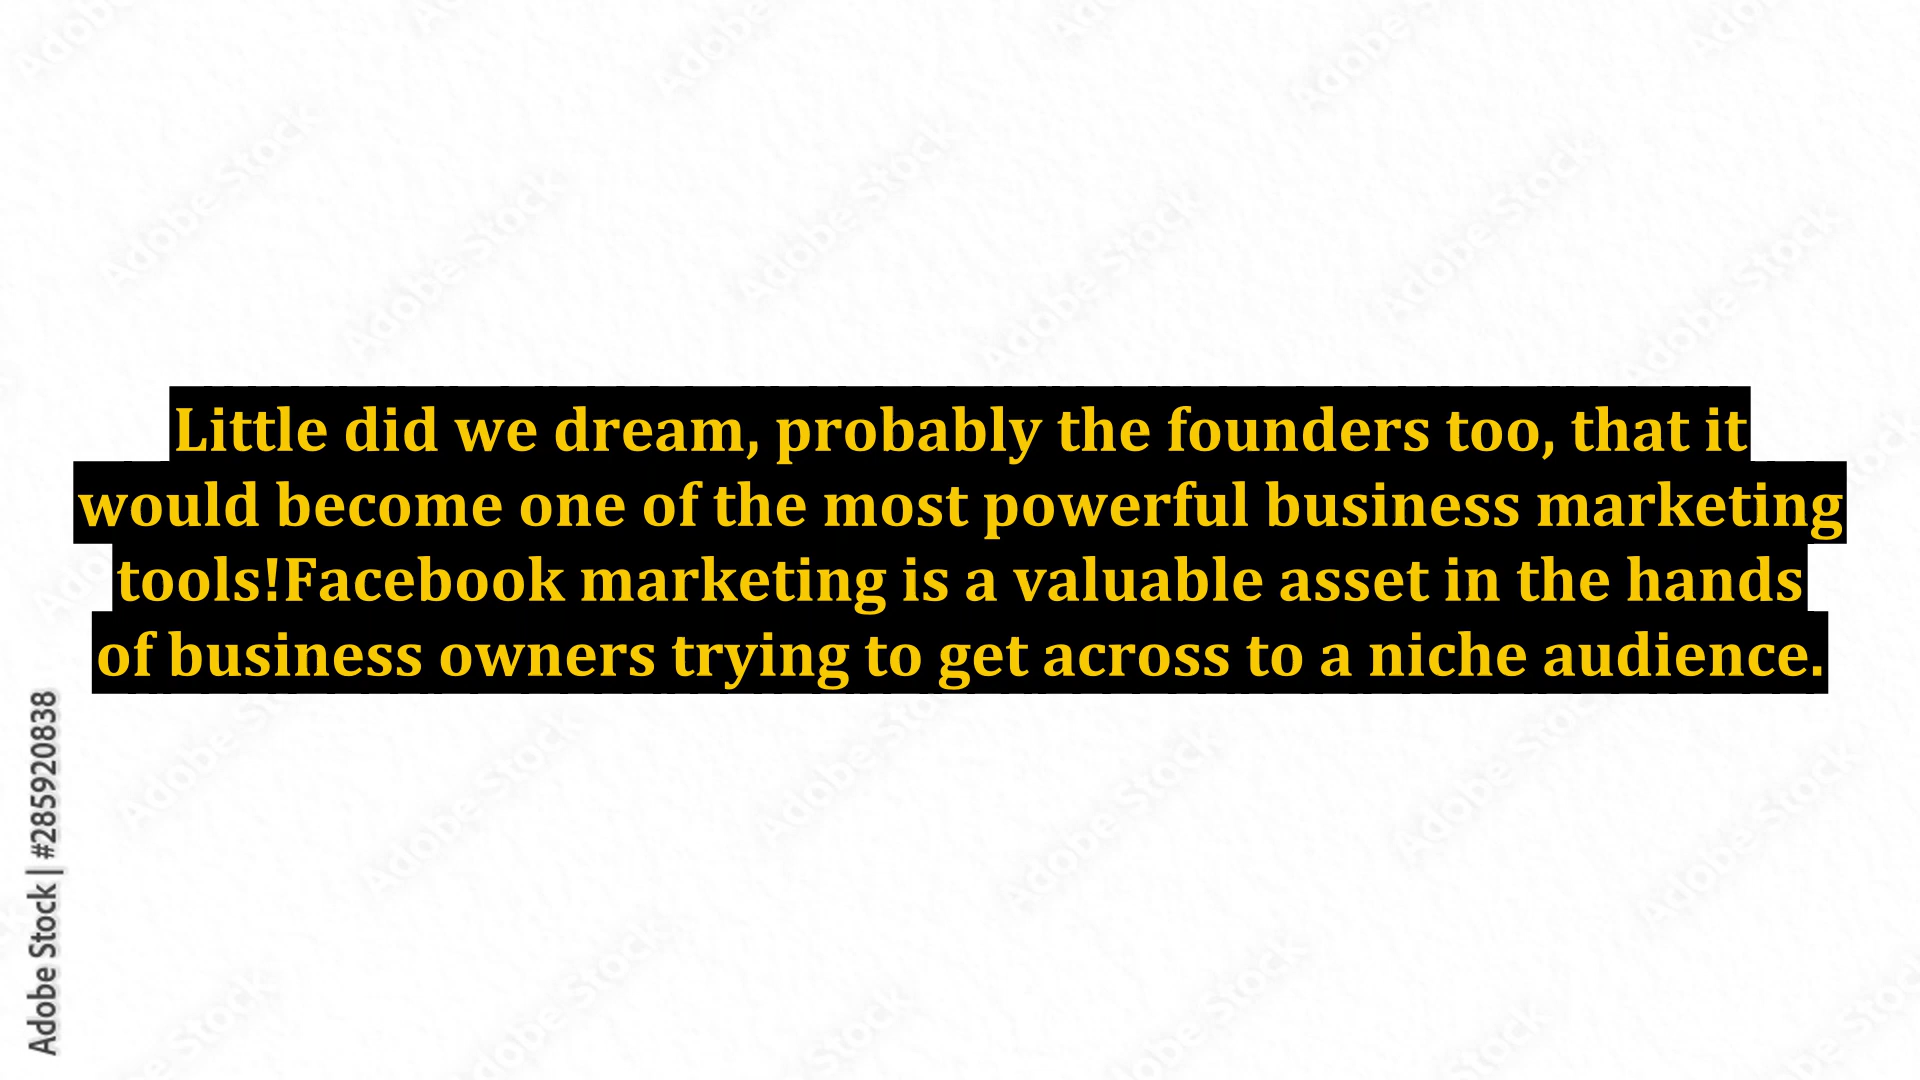 Little did we dream, probably the founders too, that it
would become one of the most powerful business marketing
tools!Facebook marketing is a valuable asset in the hands
of business owners trying to get across to a niche audience.
Adobe Stock | #285920838